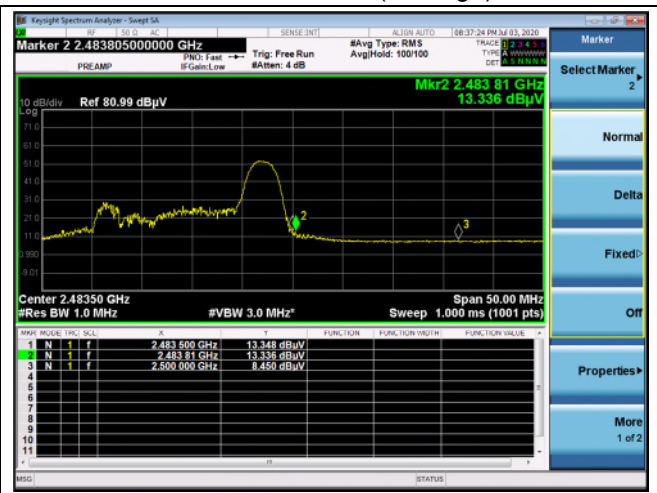 Keysight Spectrum Analyzer - Swept SA
RF 50 Ω AC SENSE:INT ALIGN AUTO 08:37:24 PM Jul 03, 2020
Marker 2 2.483805000000 GHz
PREAMP
PNO: Fast
IFGain:Low
Trig: Free Run
#Atten: 4 dB
#Avg Type: RMS
Avg|Hold: 100/100
TRACE 1 2 3 4 5 6
TYPE A WWWWW
DET A S N N N N
Mkr2 2.483 81 GHz
13.336 dBµV
10 dB/div Ref 80.99 dBµV
Log
71.0
61.0
51.0
41.0
31.0
21.0
11.0
0.990
-9.01
2
3
Center 2.48350 GHz Span 50.00 MHz
#Res BW 1.0 MHz #VBW 3.0 MHz* Sweep 1.000 ms (1001 pts)
MKR MODE TRC SCL X Y FUNCTION FUNCTION WIDTH FUNCTION VALUE
1 N 1 f 2.483 500 GHz 13.348 dBuV
2 N 1 f 2.483 81 GHz 13.336 dBuV
3 N 1 f 2.500 000 GHz 8.450 dBuV
4
5
6
7
8
9
10
11
MSG STATUS
Marker
Select Marker
2
Normal
Delta
Fixed
Off
Properties
More
1 of 2